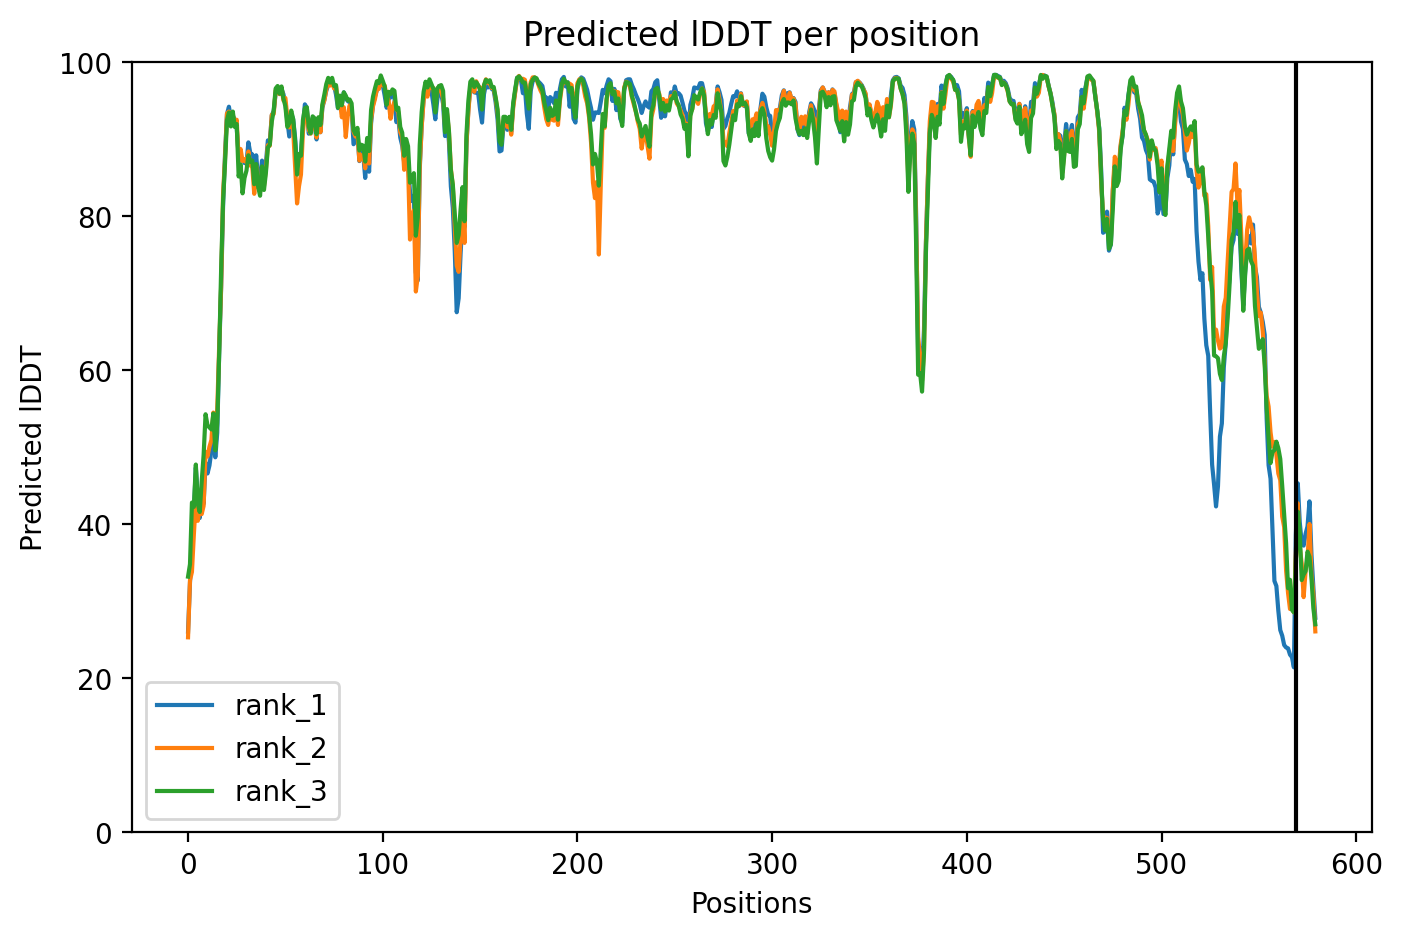 Predicted lDDT per position
Predicted lDDT
100
80
60
40
20
0
rank_1
rank_2
rank_3
0 100 200 300 400 500 600
Positions